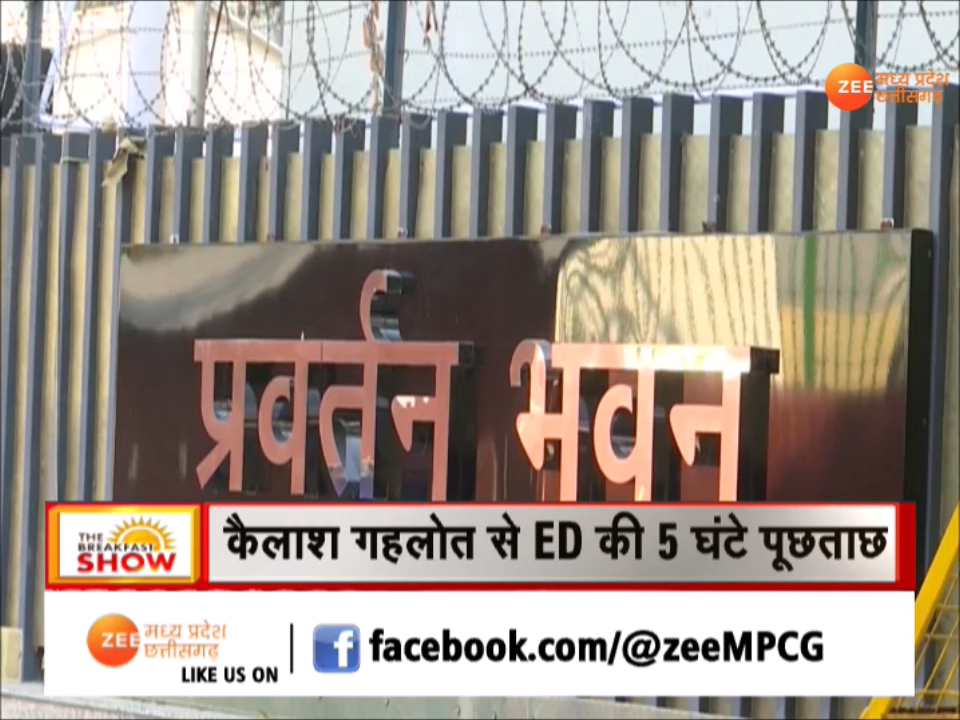 ZEE मध्य प्रदेश
छत्तीसगढ़
प्रवर्तन भवन
THE
BREAKFAST
SHOW
कैलाश गहलोत से ED की 5 घंटे पूछताछ
ZEE मध्य प्रदेश
छत्तीसगढ़
LIKE US ON
f
facebook.com/@zeeMPCG